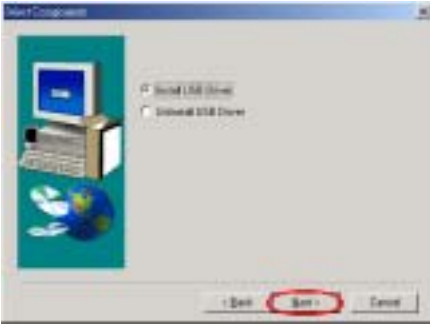 Select Components
Install USB Driver
Uninstall USB Driver
< Back
Next >
Cancel